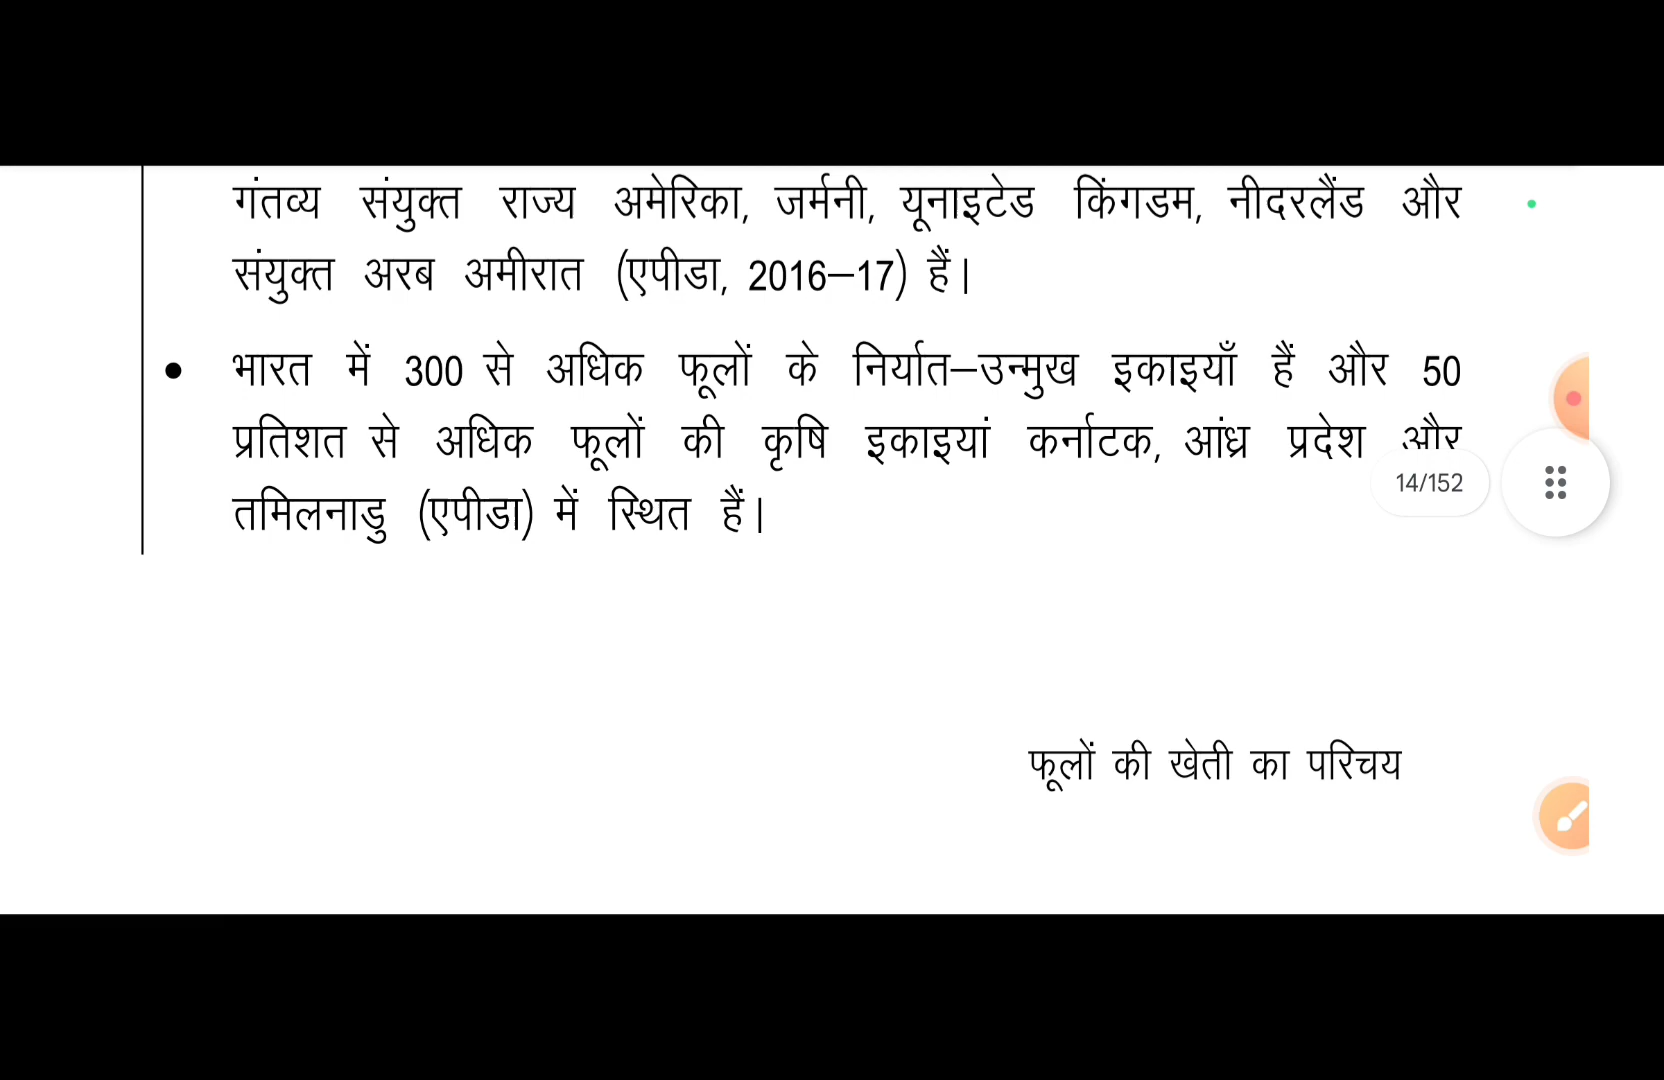 गंतव्य संयुक्त राज्य अमेरिका, जर्मनी, यूनाइटेड किंगडम, नीदरलैंड और
संयुक्त अरब अमीरात (एपीडा, 2016–17) हैं।
• भारत में 300 से अधिक फूलों के निर्यात–उन्मुख इकाइयाँ हैं और 50
प्रतिशत से अधिक फूलों की कृषि इकाइयां कर्नाटक, आंध्र प्रदेश और
14/152
तमिलनाडु (एपीडा) में स्थित हैं।
फूलों की खेती का परिचय